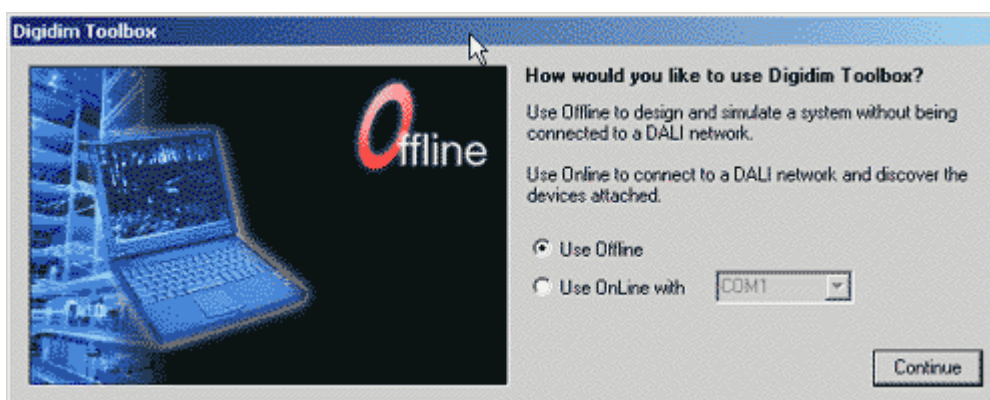 Digidim Toolbox
Offline
How would you like to use Digidim Toolbox?
Use Offline to design and simulate a system without being
connected to a DALI network.
Use Online to connect to a DALI network and discover the
devices attached.
Use Offline
Use OnLine with
COM1
Continue